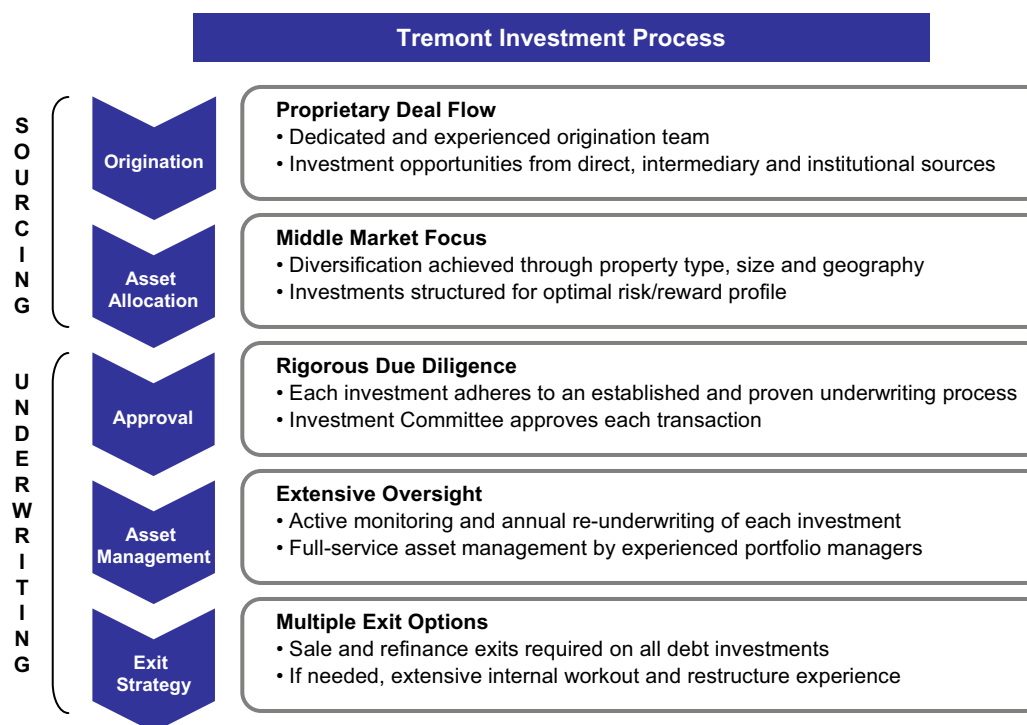 Tremont Investment Process
SOURCING
Origination
Proprietary Deal Flow
• Dedicated and experienced origination team
• Investment opportunities from direct, intermediary and institutional sources
Asset
Allocation
Middle Market Focus
• Diversification achieved through property type, size and geography
• Investments structured for optimal risk/reward profile
UNDERWRITING
Approval
Rigorous Due Diligence
• Each investment adheres to an established and proven underwriting process
• Investment Committee approves each transaction
Asset
Management
Extensive Oversight
• Active monitoring and annual re-underwriting of each investment
• Full-service asset management by experienced portfolio managers
Exit
Strategy
Multiple Exit Options
• Sale and refinance exits required on all debt investments
• If needed, extensive internal workout and restructure experience